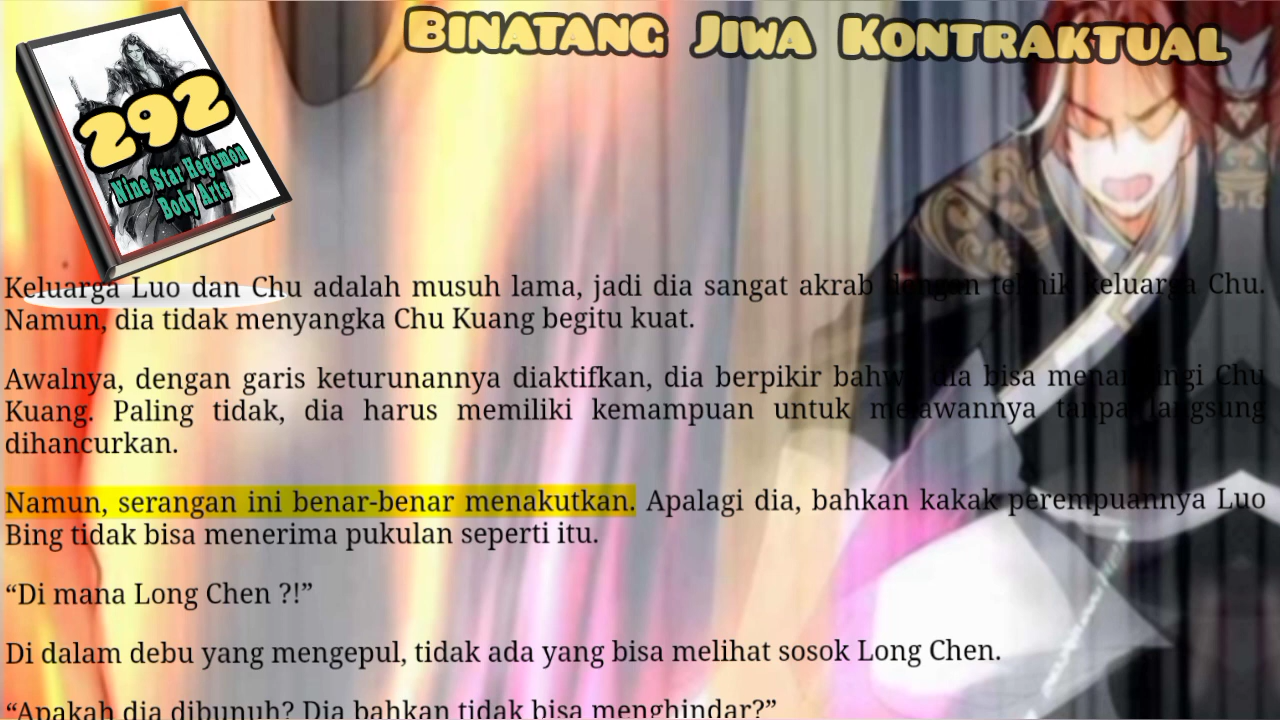 Binatang Jiwa Kontraktual
292
Nine Star Hegemon
Body Arts
Keluarga Luo dan Chu adalah musuh lama, jadi dia sangat akrab dengan teknik keluarga Chu.
Namun, dia tidak menyangka Chu Kuang begitu kuat.
Awalnya, dengan garis keturunannya diaktifkan, dia berpikir bahwa dia bisa menandingi Chu
Kuang. Paling tidak, dia harus memiliki kemampuan untuk melawannya tanpa langsung
dihancurkan.
Namun, serangan ini benar-benar menakutkan. Apalagi dia, bahkan kakak perempuannya Luo
Bing tidak bisa menerima pukulan seperti itu.
“Di mana Long Chen ?!”
Di dalam debu yang mengepul, tidak ada yang bisa melihat sosok Long Chen.
“Apakah dia dibunuh? Dia bahkan tidak bisa menghindar?”